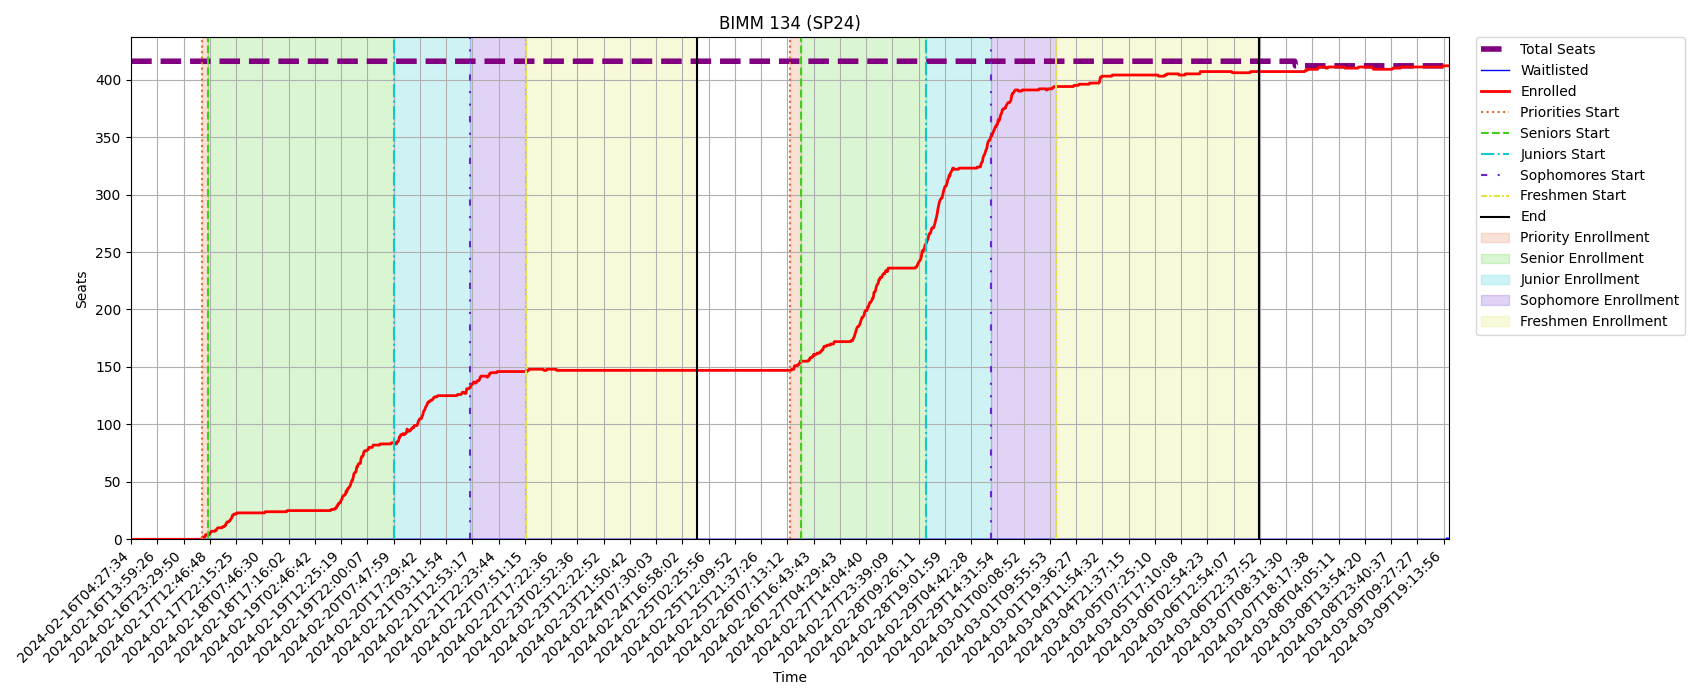 BIMM 134 (SP24)
Seats
400
350
300
250
200
150
100
50
0
2024-02-16T04:27:34
2024-02-16T13:59:26
2024-02-16T23:29:50
2024-02-17T12:46:48
2024-02-17T22:15:25
2024-02-18T07:46:30
2024-02-18T17:16:02
2024-02-19T02:46:42
2024-02-19T12:25:19
2024-02-19T22:00:07
2024-02-20T07:47:59
2024-02-20T17:29:42
2024-02-21T03:11:54
2024-02-21T12:53:17
2024-02-21T22:23:44
2024-02-22T07:51:15
2024-02-22T17:22:36
2024-02-23T02:52:36
2024-02-23T12:22:52
2024-02-23T21:50:42
2024-02-24T07:30:03
2024-02-24T16:58:02
2024-02-25T02:25:56
2024-02-25T12:09:52
2024-02-25T21:37:26
2024-02-26T07:13:12
2024-02-26T16:43:43
2024-02-27T04:29:43
2024-02-27T14:04:40
2024-02-27T23:39:09
2024-02-28T09:26:11
2024-02-28T19:01:59
2024-02-29T04:42:28
2024-02-29T14:31:54
2024-03-01T00:08:52
2024-03-01T09:55:53
2024-03-01T19:36:27
2024-03-04T11:54:32
2024-03-04T21:37:15
2024-03-05T07:25:10
2024-03-05T17:10:08
2024-03-06T02:54:23
2024-03-06T12:54:07
2024-03-06T22:37:52
2024-03-07T08:31:30
2024-03-07T18:17:38
2024-03-08T04:05:11
2024-03-08T13:54:20
2024-03-08T23:40:37
2024-03-09T09:27:27
2024-03-09T19:13:56
Time
Total Seats
Waitlisted
Enrolled
Priorities Start
Seniors Start
Juniors Start
Sophomores Start
Freshmen Start
End
Priority Enrollment
Senior Enrollment
Junior Enrollment
Sophomore Enrollment
Freshmen Enrollment